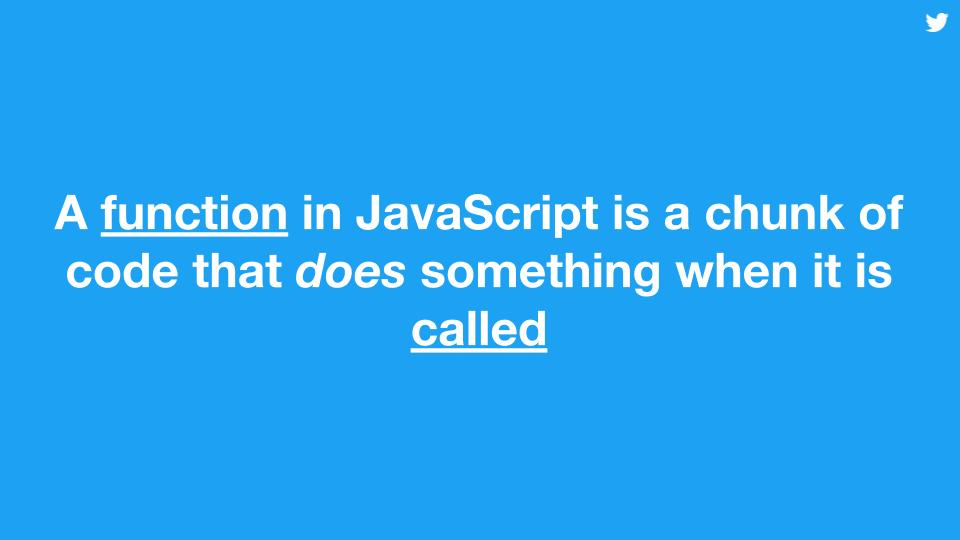 A function in JavaScript is a chunk of
code that does something when it is
called